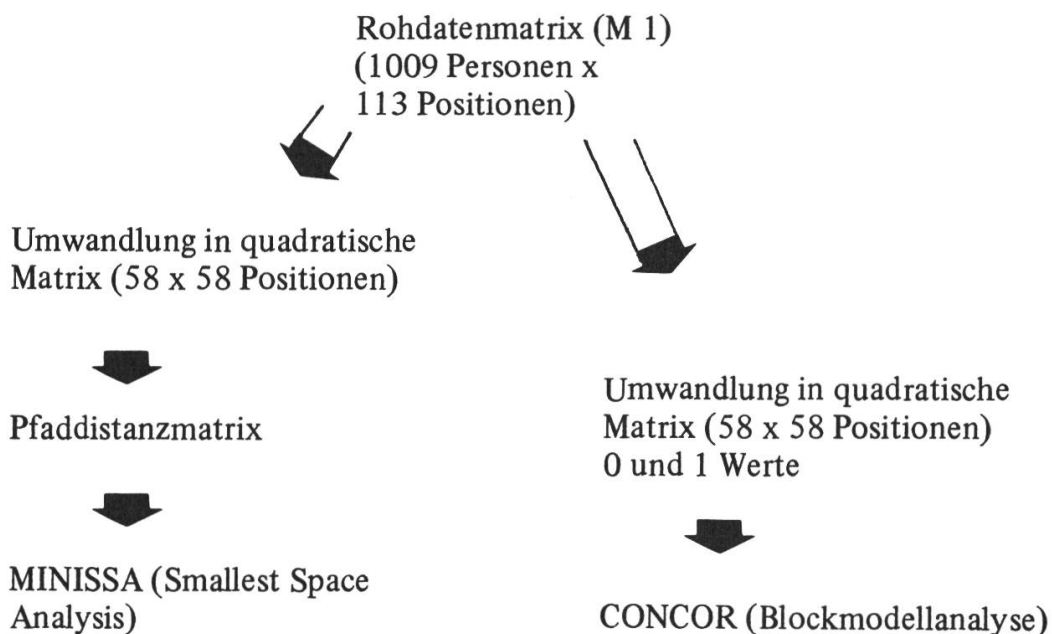 Rohdatenmatrix (M 1)
(1009 Personen x
113 Positionen)
Umwandlung in quadratische
Matrix (58 x 58 Positionen)
Pfaddistanzmatrix
MINISSA (Smallest Space
Analysis)
Umwandlung in quadratische
Matrix (58 x 58 Positionen)
0 und 1 Werte
CONCOR (Blockmodellanalyse)